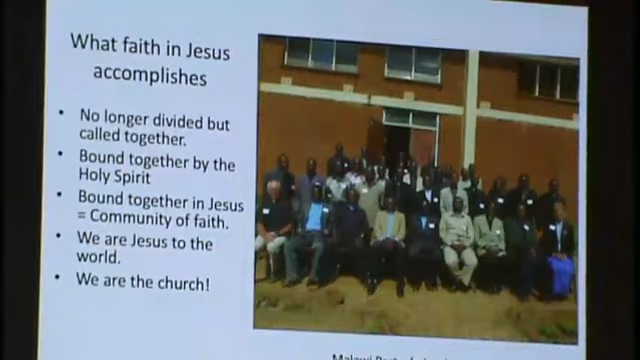 What faith in Jesus
accomplishes
• No longer divided but
called together.
• Bound together by the
Holy Spirit
• Bound together in Jesus
= Community of faith.
• We are Jesus to the
world.
• We are the church!
Malawi